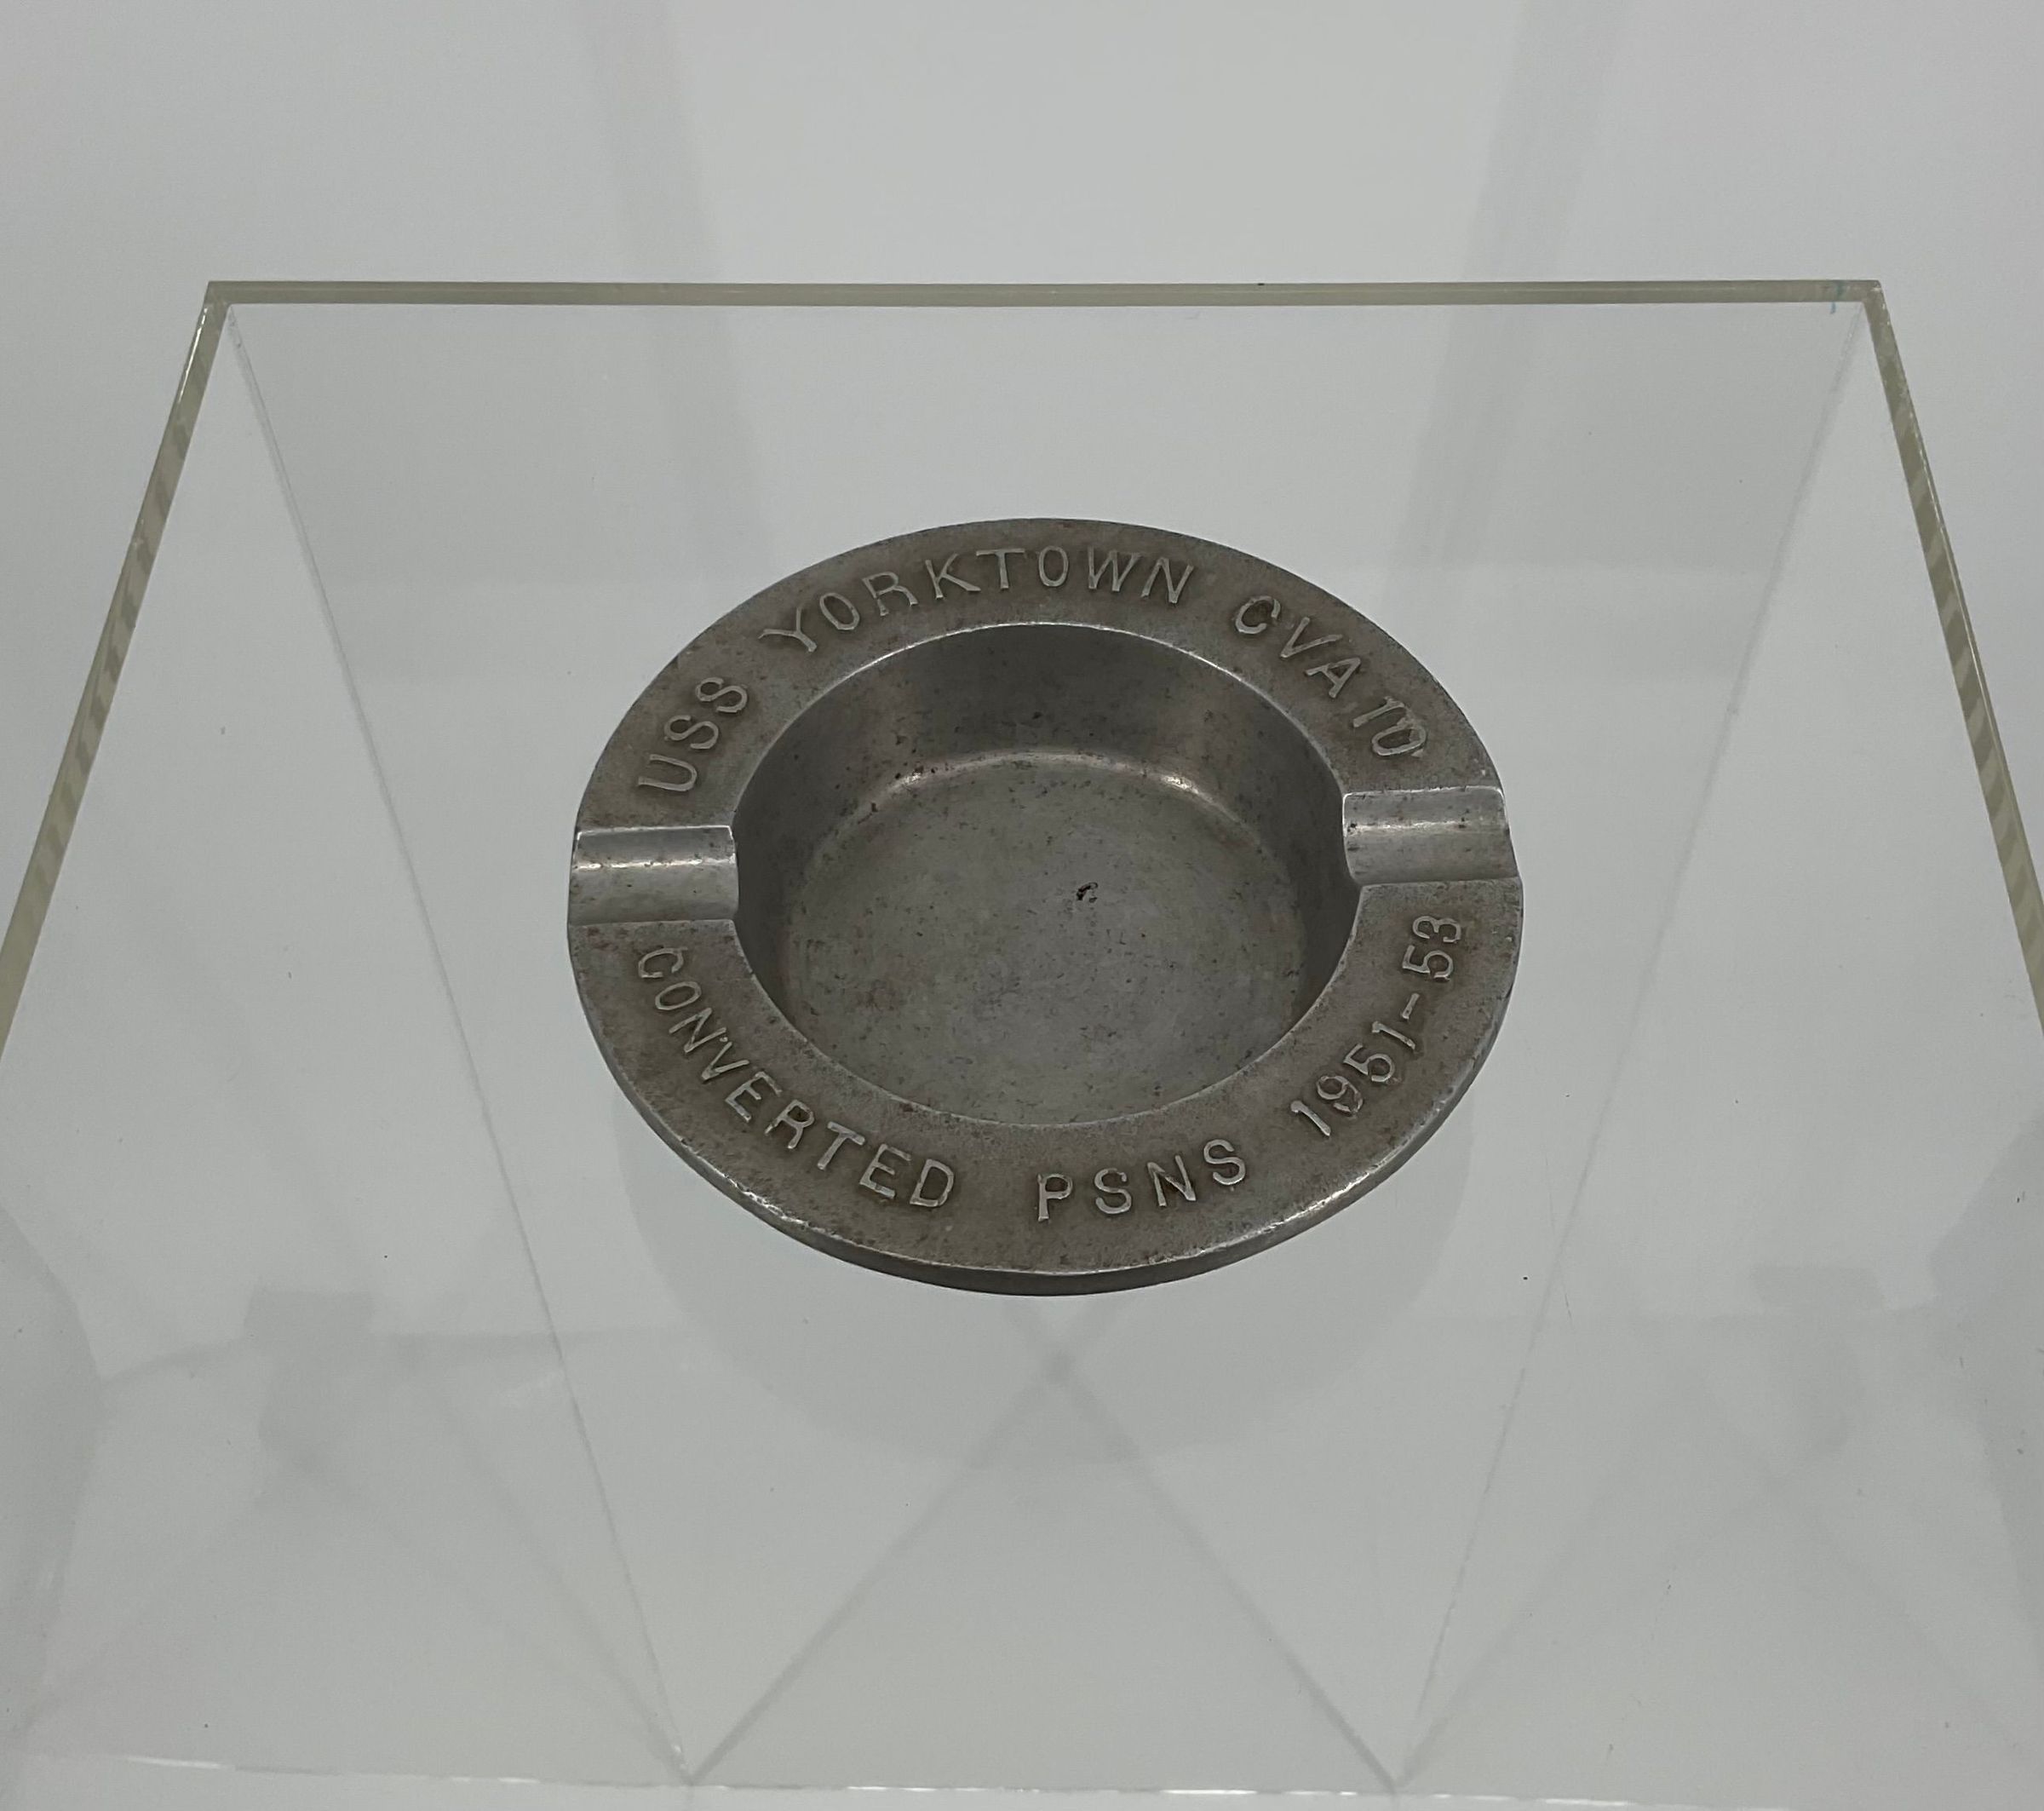 USS YORKTOWN CVA 10
CONVERTED PSNS 1951-53